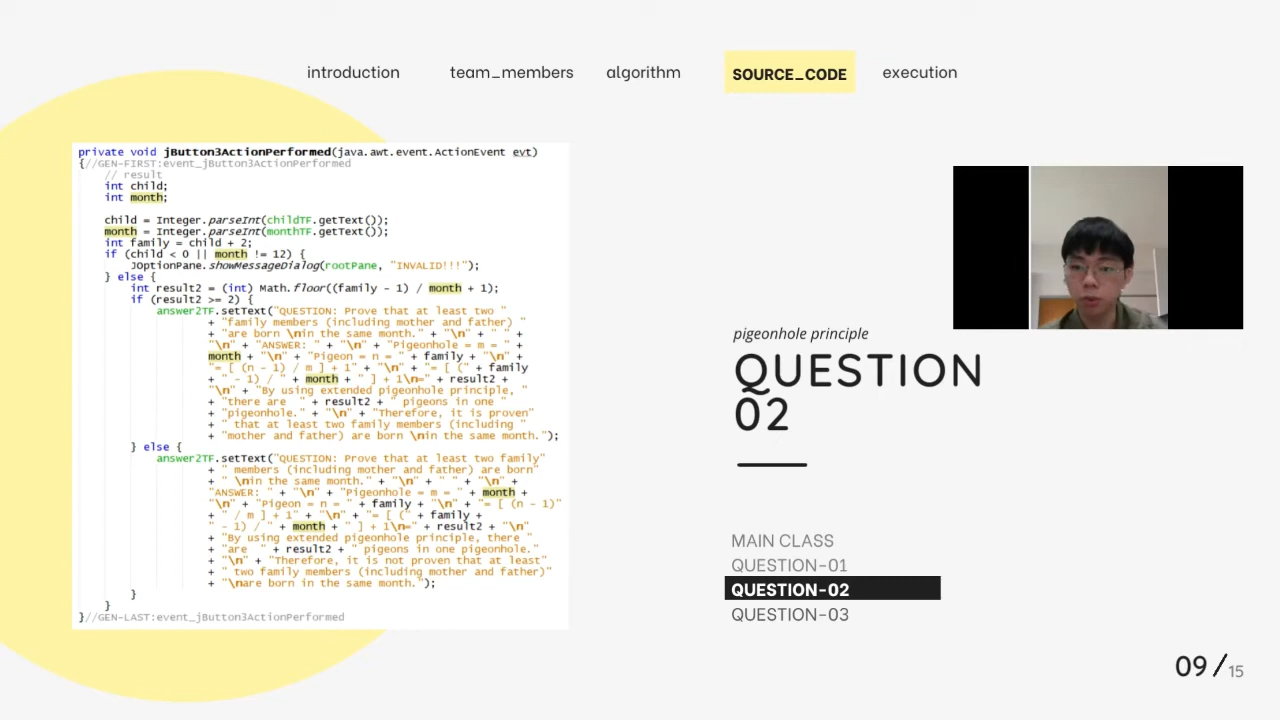 introduction team_members algorithm SOURCE_CODE execution
private void jButton3ActionPerformed(java.awt.event.ActionEvent evt)
{//GEN-FIRST:event_jButton3ActionPerformed
// result
int child;
int month;
child = Integer.parseInt(childTF.getText());
month = Integer.parseInt(monthTF.getText());
int family = child + 2;
if (child < 0 || month != 12) {
JOptionPane.showMessageDialog(rootPane, "INVALID!!!");
} else {
int result2 = (int) Math.floor((family - 1) / month + 1);
if (result2 >= 2) {
answer2TF.setText("QUESTION: Prove that at least two "
+ "family members (including mother and father) "
+ "are born \nin the same month." + "\n" + " " +
+ "\n" + "ANSWER: " + "\n" + "Pigeonhole = m = " +
month + "\n" + "Pigeon = n = " + family + "\n" +
"= [ (n - 1) / m ] + 1" + "\n" + "= [ (" + family
+ " - 1) / " + month + " ] + 1\n=" + result2 +
"\n" + "By using extended pigeonhole principle, "
+ "there are  " + result2 + " pigeons in one "
+ "pigeonhole." + "\n" + "Therefore, it is proven"
+ " that at least two family members (including "
+ "mother and father) are born \nin the same month.");
} else {
answer2TF.setText("QUESTION: Prove that at least two family"
+ " members (including mother and father) are born"
+ " \nin the same month." + "\n" + " " + "\n" +
"ANSWER: " + "\n" + "Pigeonhole = m = " + month +
"\n" + "Pigeon = n = " + family + "\n" + "= [ (n - 1)"
+ " / m ] + 1" + "\n" + "= [ (" + family +
" - 1) / " + month + " ] + 1\n=" + result2 + "\n"
+ "By using extended pigeonhole principle, there "
+ "are  " + result2 + " pigeons in one pigeonhole."
+ "\n" + "Therefore, it is not proven that at least"
+ " two family members (including mother and father)"
+ "\nare born in the same month.");
}
}
}//GEN-LAST:event_jButton3ActionPerformed
pigeonhole principle
QUESTION
02
MAIN CLASS
QUESTION-01
QUESTION-02
QUESTION-03
09/15